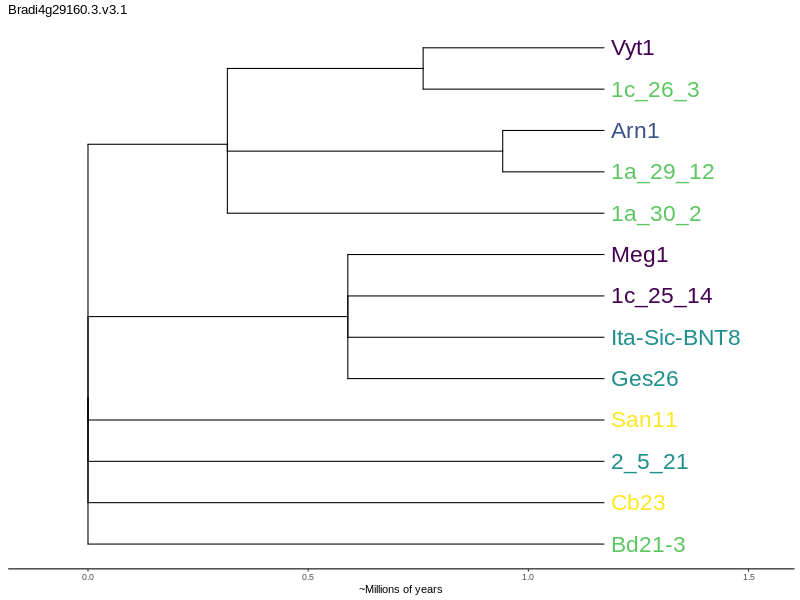 Bradi4g29160.3.v3.1
Vyt1
1c_26_3
Arn1
1a_29_12
1a_30_2
Meg1
1c_25_14
Ita-Sic-BNT8
Ges26
San11
2_5_21
Cb23
Bd21-3
0.0 0.5 1.0 1.5
~Millions of years